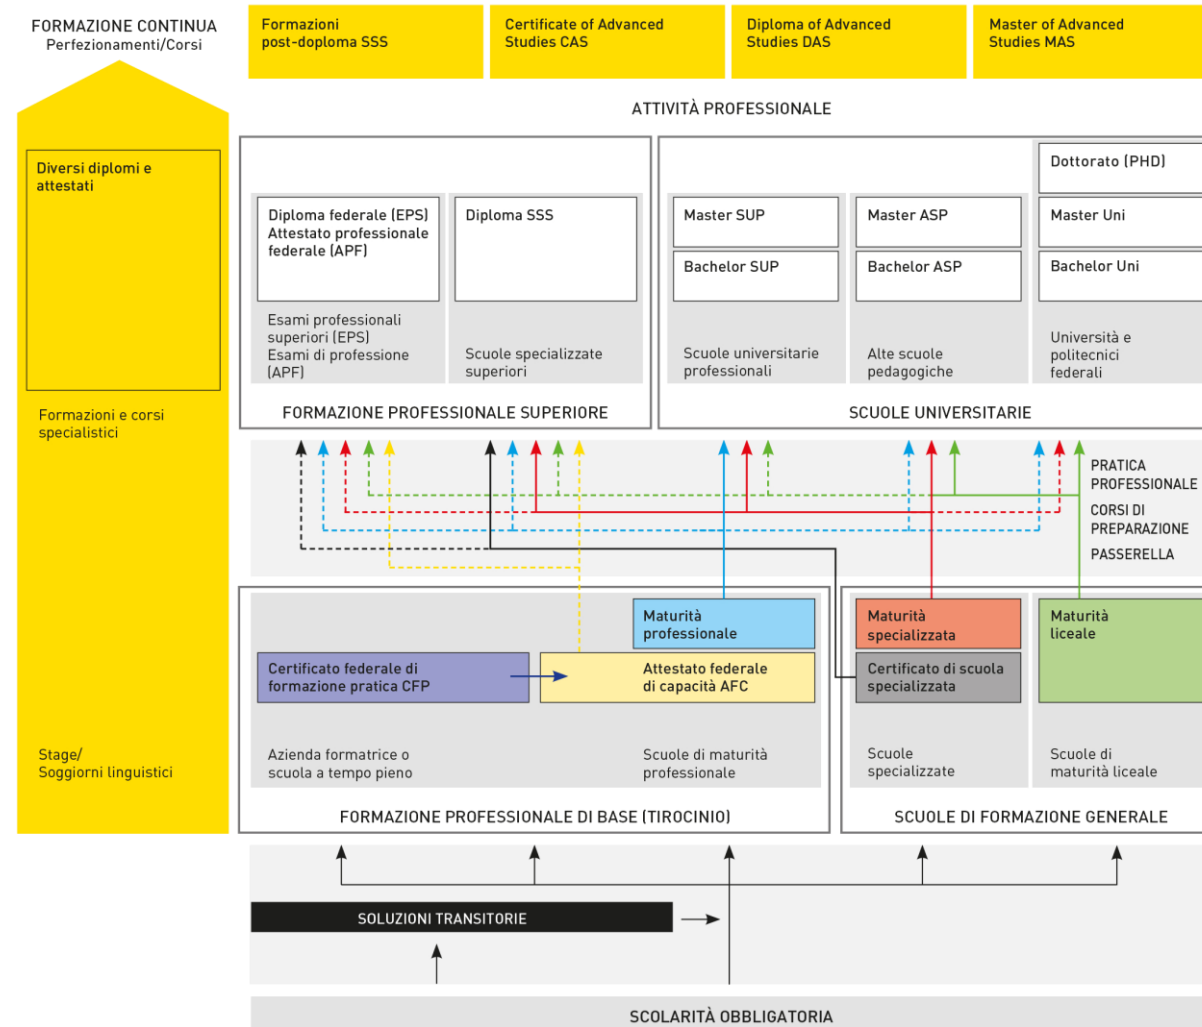 FORMAZIONE CONTINUA
Perfezionamenti/Corsi
Formazioni
post-doploma SSS
Certificate of Advanced
Studies CAS
Diploma of Advanced
Studies DAS
Master of Advanced
Studies MAS
ATTIVITÀ PROFESSIONALE
Diversi diplomi e
attestati
Formazioni e corsi
specialistici
Stage/
Soggiorni linguistici
Diploma federale (EPS)
Attestato professionale
federale (APF)
Esami professionali
superiori (EPS)
Esami di professione
(APF)
Diploma SSS
Scuole specializzate
superiori
FORMAZIONE PROFESSIONALE SUPERIORE
Master SUP
Bachelor SUP
Scuole universitarie
professionali
Master ASP
Bachelor ASP
Alte scuole
pedagogiche
Dottorato (PHD)
Master Uni
Bachelor Uni
Università e
politecnici
federali
SCUOLE UNIVERSITARIE
PRATICA
PROFESSIONALE
CORSI DI
PREPARAZIONE
PASSERELLA
Maturità
professionale
Certificato federale di
formazione pratica CFP
Attestato federale
di capacità AFC
Azienda formatrice o
scuola a tempo pieno
Scuole di maturità
professionale
FORMAZIONE PROFESSIONALE DI BASE (TIROCINIO)
Maturità
specializzata
Certificato di scuola
specializzata
Scuole
specializzate
Maturità
liceale
Scuole di
maturità liceale
SCUOLE DI FORMAZIONE GENERALE
SOLUZIONI TRANSITORIE
SCOLARITÀ OBBLIGATORIA